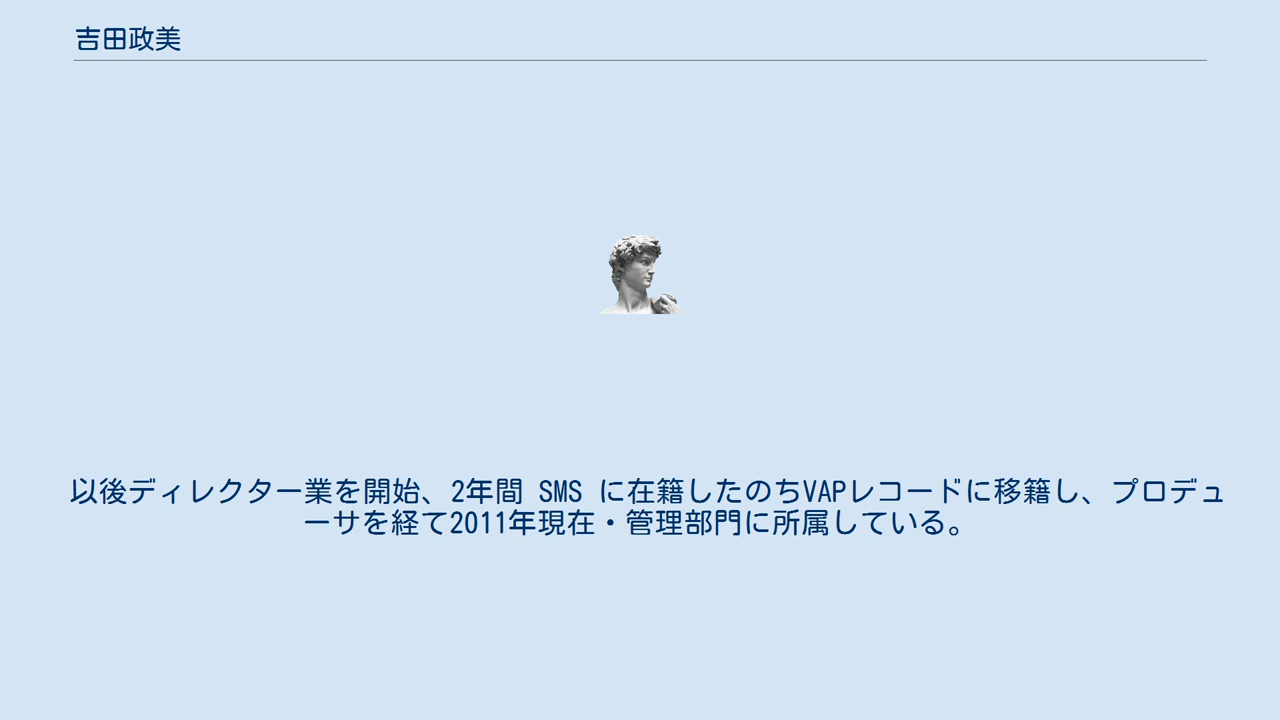 吉田政美
以後ディレクター業を開始、2年間 SMS に在籍したのちVAPレコードに移籍し、プロデュ
ーサを経て2011年現在・管理部門に所属している。